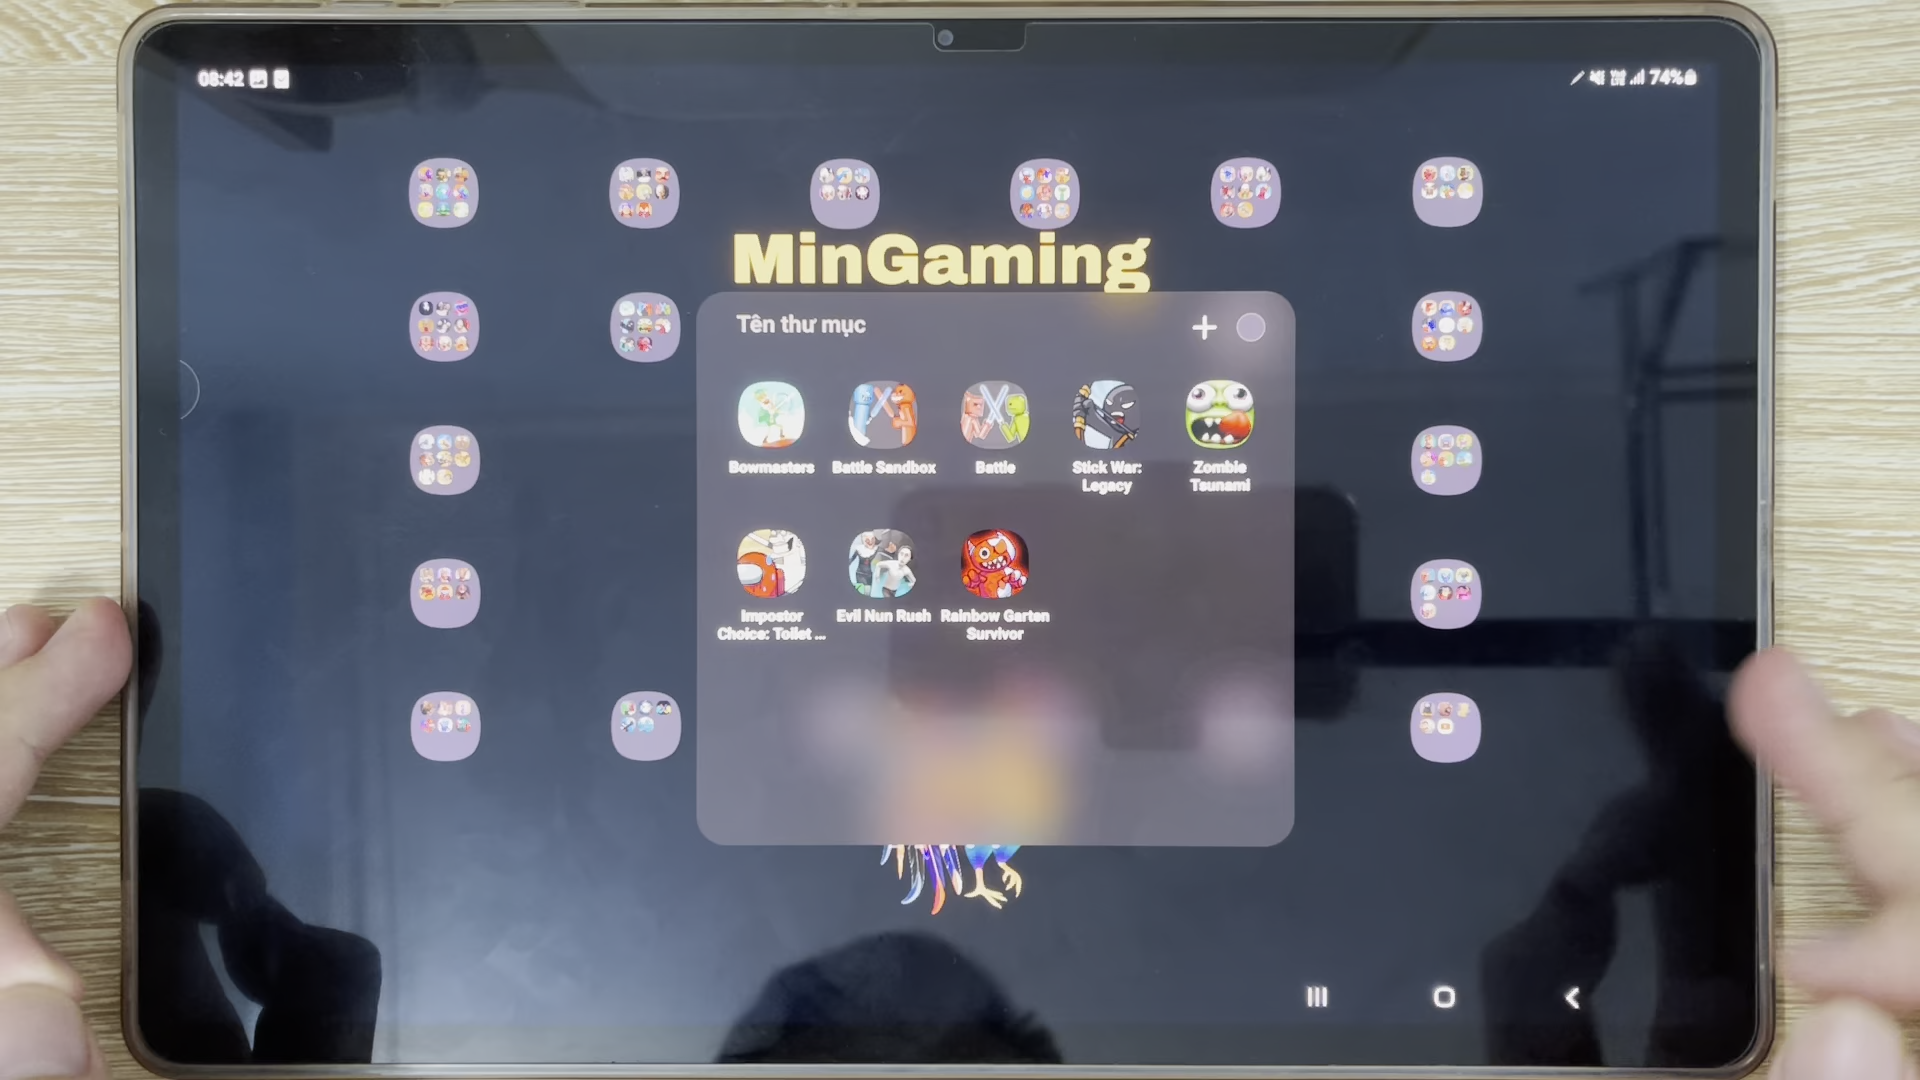 08:42
74%
MinGaming
Tên thư mục
Bowmasters
Battle Sandbox
Battle
Stick War:
Legacy
Zombie
Tsunami
Impostor
Choice: Toilet ...
Evil Nun Rush
Rainbow Garten
Survivor